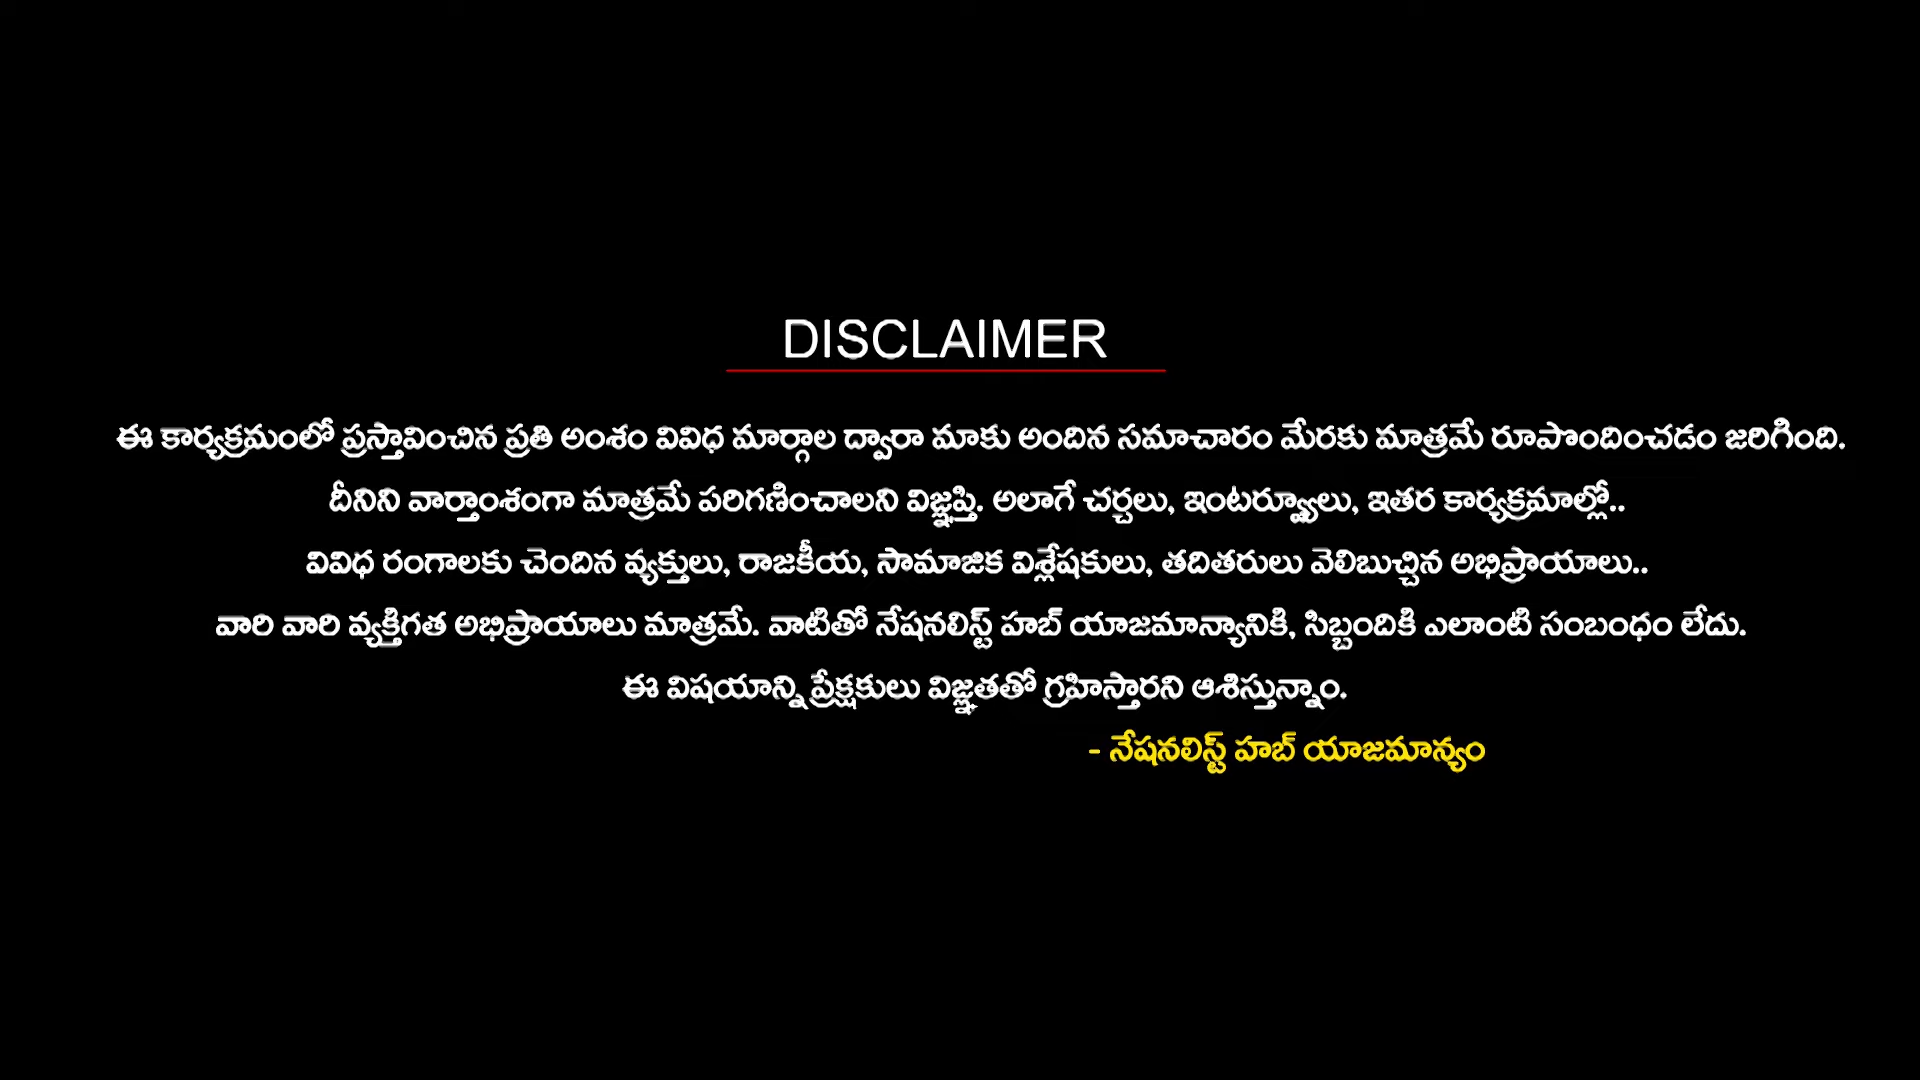 DISCLAIMER
ఈ కార్యక్రమంలో ప్రస్తావించిన ప్రతి అంశం వివిధ మార్గాల ద్వారా మాకు అందిన సమాచారం మేరకు మాత్రమే రూపొందించడం జరిగింది.
దీనిని వార్తాంశంగా మాత్రమే పరిగణించాలని విజ్ఞప్తి. అలాగే చర్చలు, ఇంటర్వ్యూలు, ఇతర కార్యక్రమాల్లో..
వివిధ రంగాలకు చెందిన వ్యక్తులు, రాజకీయ, సామాజిక విశ్లేషకులు, తదితరులు వెలిబుచ్చిన అభిప్రాయాలు..
వారి వారి వ్యక్తిగత అభిప్రాయాలు మాత్రమే. వాటితో నేషనలిస్ట్ హబ్ యాజమాన్యానికి, సిబ్బందికి ఎలాంటి సంబంధం లేదు.
ఈ విషయాన్ని ప్రేక్షకులు విజ్ఞతతో గ్రహిస్తారని ఆశిస్తున్నాం.
- నేషనలిస్ట్ హబ్ యాజమాన్యం